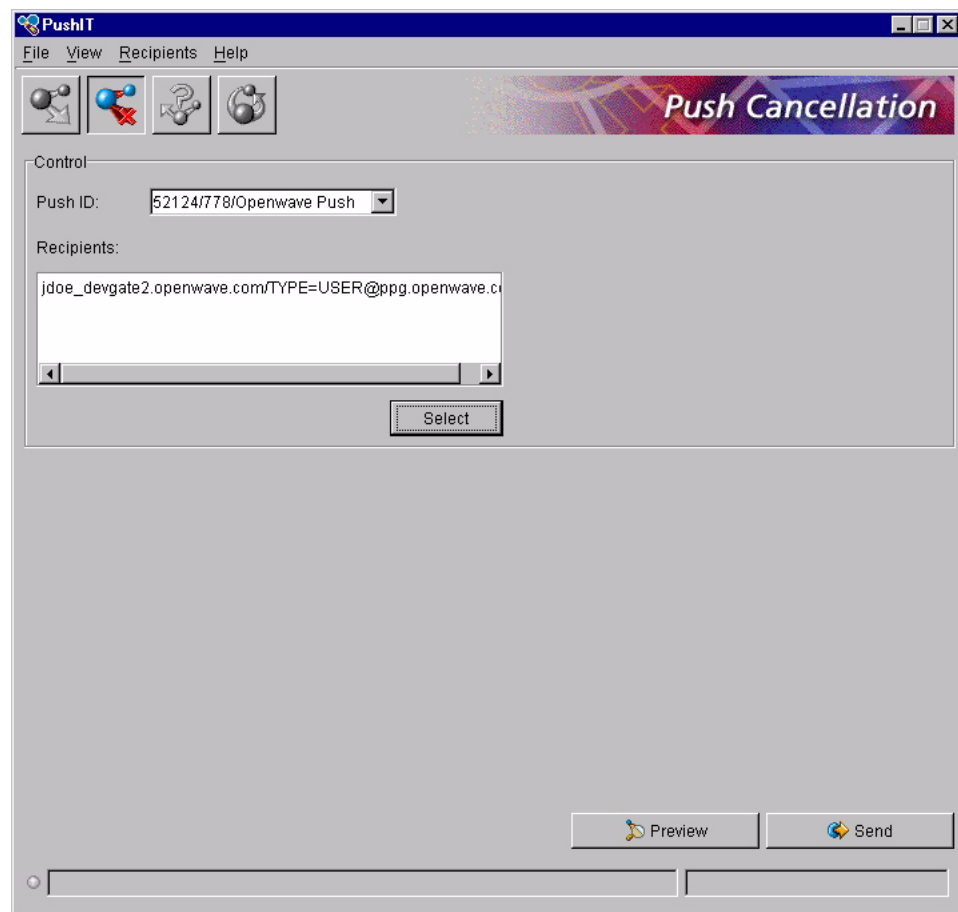 PushIT
File View Recipients Help
Push Cancellation
Control
Push ID: 52124/778/Openwave Push
Recipients:
jdoe_devgate2.openwave.com/TYPE=USER@ppg.openwave.c
Select
Preview Send